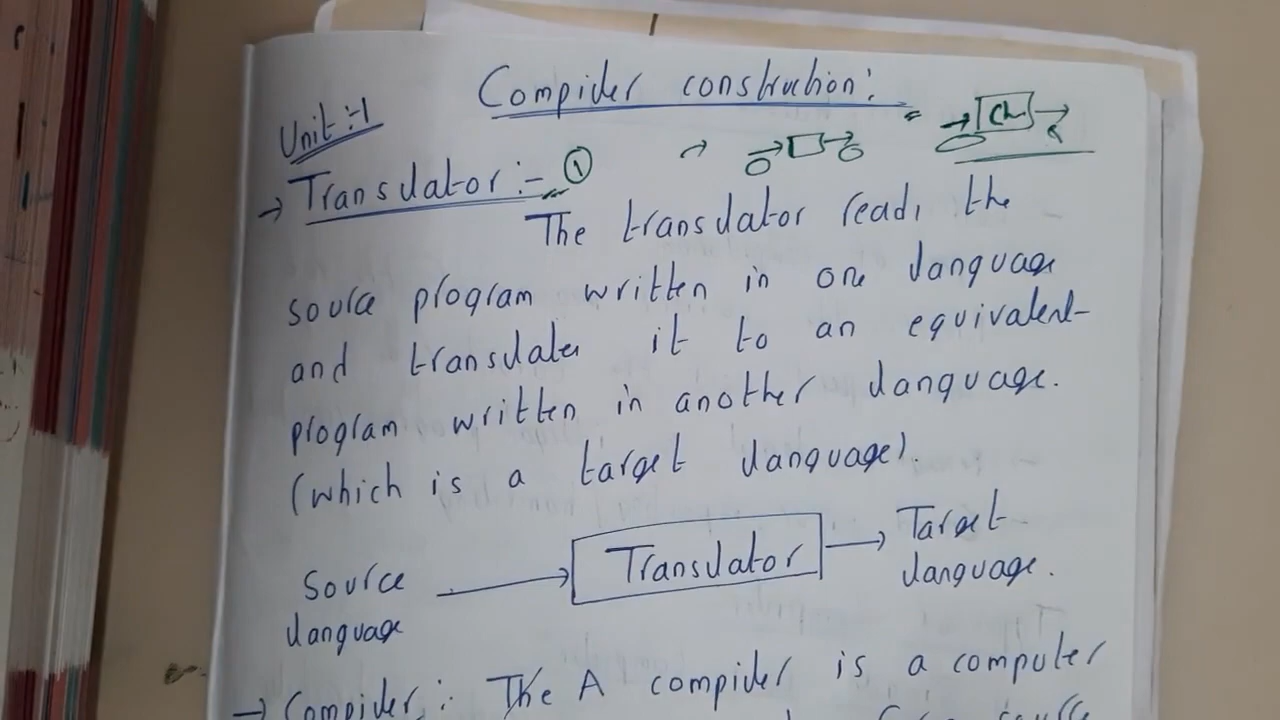 Compiler construction:
Unit:-1
→ Translator:- ①
The translator reads the
source program written in one language
and translates it to an equivalent
program written in another language.
(which is a target language).
Source language → Translator → Target language.
→ Compiler: The A compiler is a computer